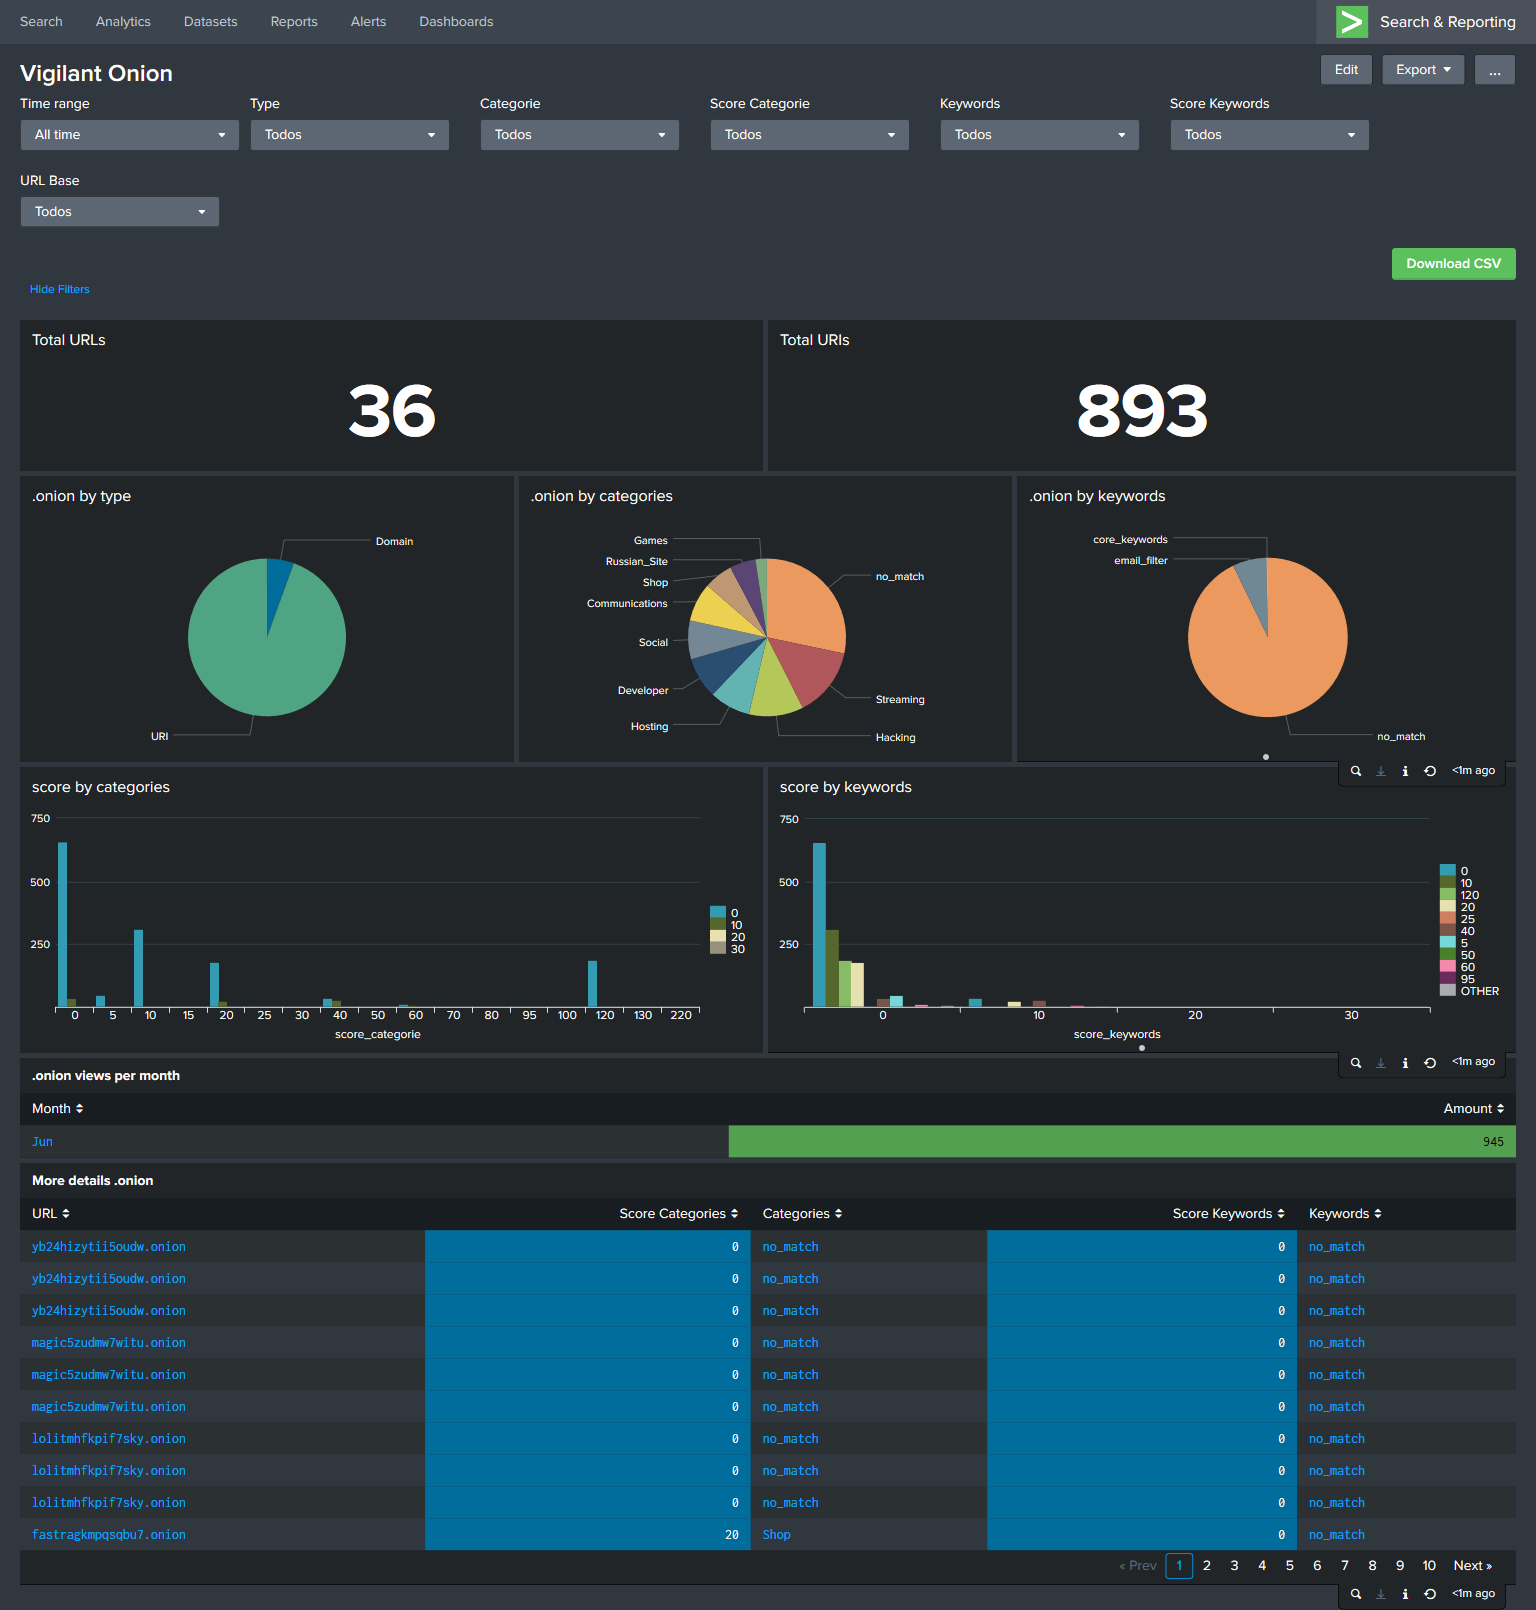 Search Analytics Datasets Reports Alerts Dashboards Search & Reporting
Vigilant Onion
Edit Export ...
Time range Type Categorie Score Categorie Keywords Score Keywords
All time Todos Todos Todos Todos Todos
URL Base
Todos
Download CSV
Hide Filters
Total URLs
36
Total URIs
893
.onion by type
Domain
URI
.onion by categories
Games
Russian_Site
Shop
Communications
Social
Developer
Hosting
no_match
Streaming
Hacking
.onion by keywords
core_keywords
email_filter
no_match
<1m ago
score by categories
750
500
250
0 5 10 15 20 25 30 40 50 60 70 80 95 100 120 130 220
score_categorie
0
10
20
30
score by keywords
750
500
250
0 10 20 30
score_keywords
0
10
120
20
25
40
5
50
60
95
OTHER
<1m ago
.onion views per month
Month Amount
Jun 945
More details .onion
URL Score Categories Categories Score Keywords Keywords
yb24hizytii5oudw.onion 0 no_match 0 no_match
yb24hizytii5oudw.onion 0 no_match 0 no_match
yb24hizytii5oudw.onion 0 no_match 0 no_match
magic5zudmw7witu.onion 0 no_match 0 no_match
magic5zudmw7witu.onion 0 no_match 0 no_match
magic5zudmw7witu.onion 0 no_match 0 no_match
lolitmhfkpif7sky.onion 0 no_match 0 no_match
lolitmhfkpif7sky.onion 0 no_match 0 no_match
lolitmhfkpif7sky.onion 0 no_match 0 no_match
fastragkmpqsqbu7.onion 20 Shop 0 no_match
« Prev 1 2 3 4 5 6 7 8 9 10 Next »
<1m ago